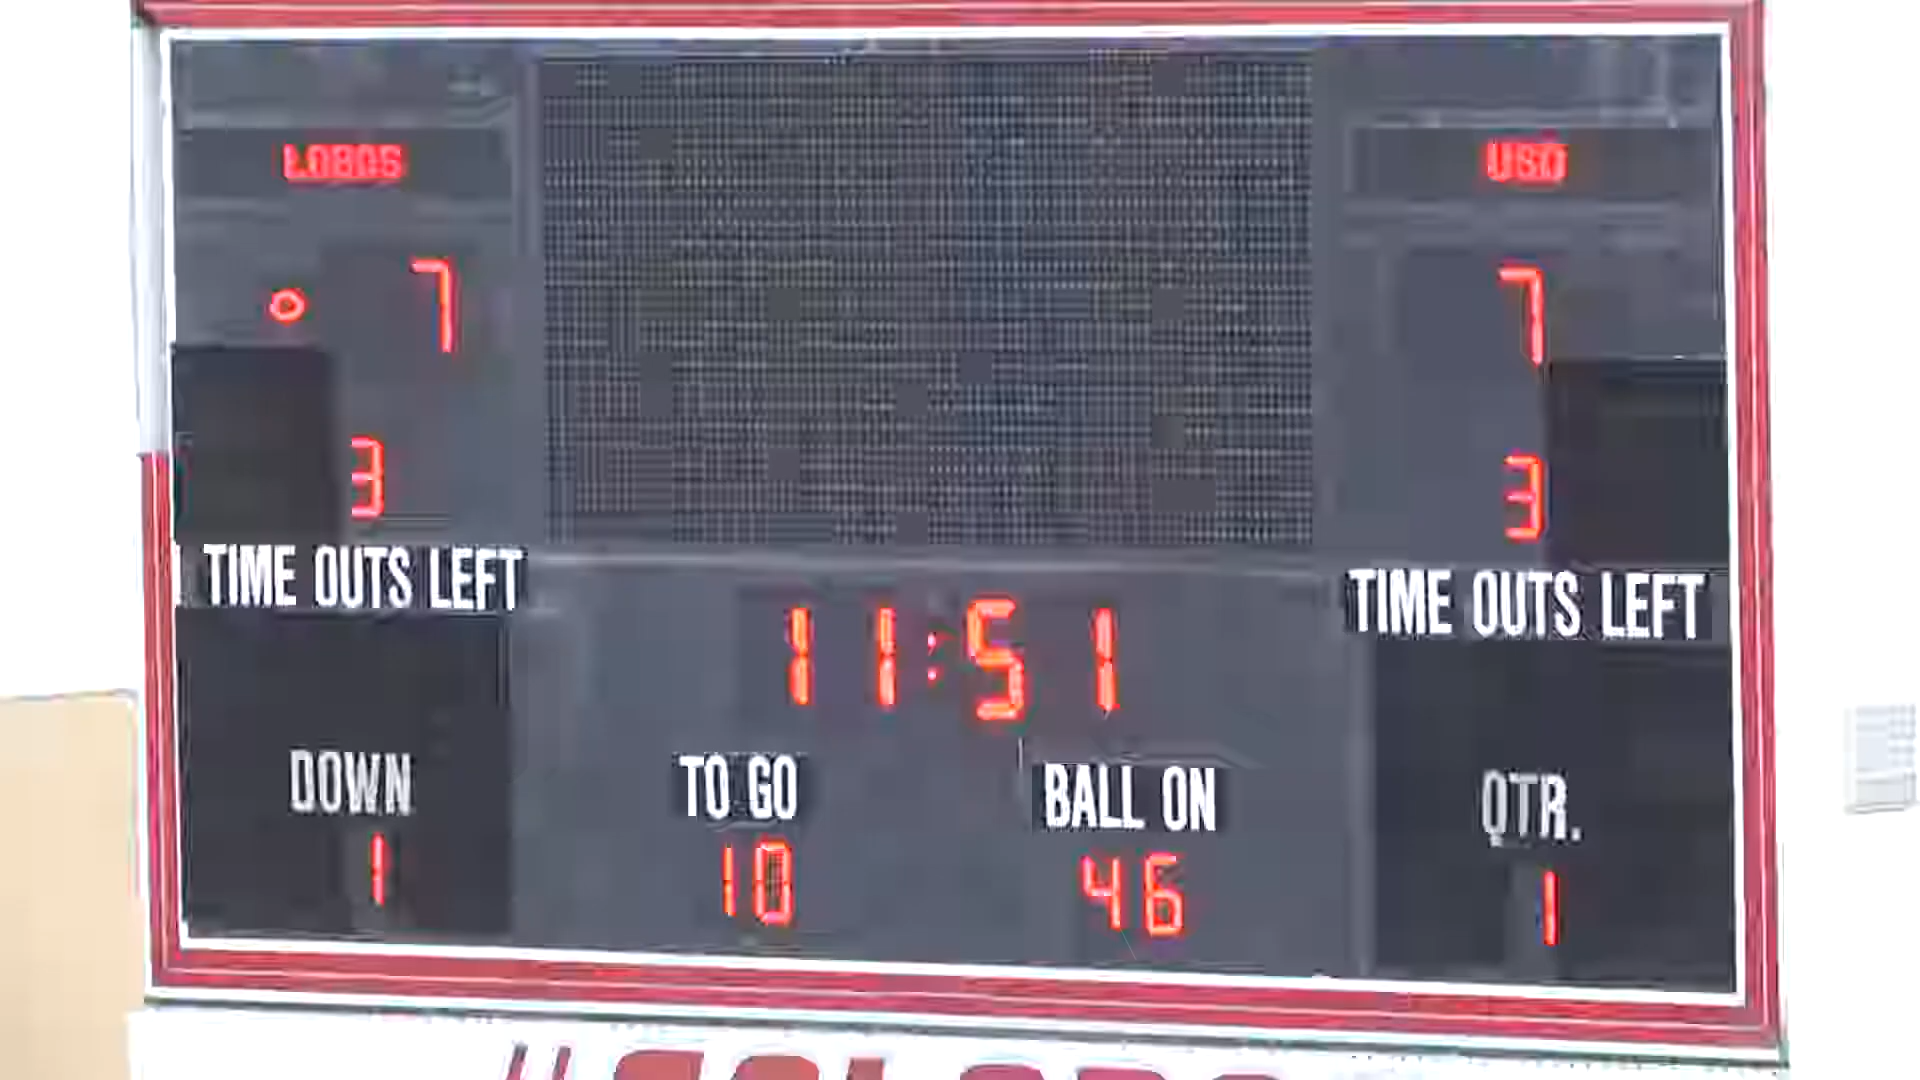 LOBOS USD
7 7
3 3
TIME OUTS LEFT TIME OUTS LEFT
11:51
DOWN TO GO BALL ON QTR.
1 10 46 1